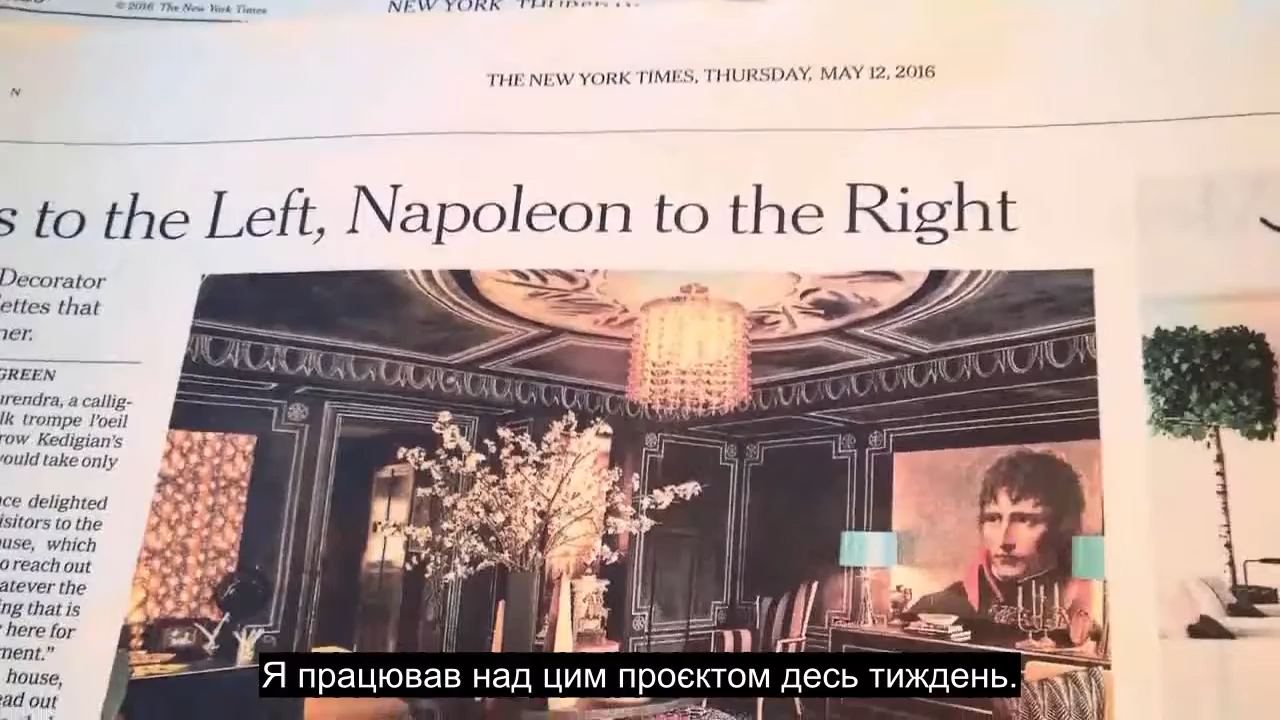 © 2016 The New York Times
NEW YORK
N
THE NEW YORK TIMES, THURSDAY, MAY 12, 2016
s to the Left, Napoleon to the Right
Decorator
ettes that
ner.
GREEN
urendra, a callig-
lk trompe l'oeil
row Kedigian's
would take only
nce delighted
isitors to the
use, which
o reach out
atever the
ing that is
here for
ment."
house,
ead out
Я працював над цим проєктом десь тиждень.